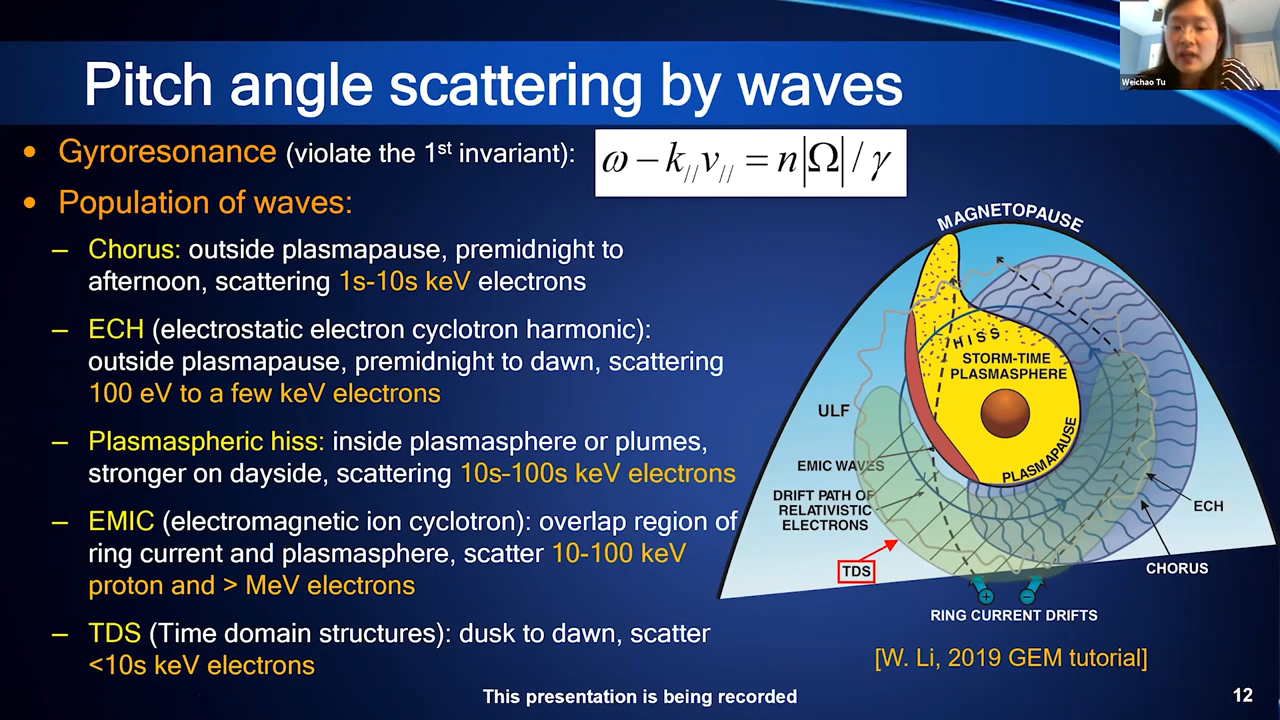 Weichao Tu
Pitch angle scattering by waves
• Gyroresonance (violate the 1st invariant):
ω − k//v// = n|Ω| / γ
• Population of waves:
– Chorus: outside plasmapause, premidnight to
afternoon, scattering 1s-10s keV electrons
– ECH (electrostatic electron cyclotron harmonic):
outside plasmapause, premidnight to dawn, scattering
100 eV to a few keV electrons
– Plasmaspheric hiss: inside plasmasphere or plumes,
stronger on dayside, scattering 10s-100s keV electrons
– EMIC (electromagnetic ion cyclotron): overlap region of
ring current and plasmasphere, scatter 10-100 keV
proton and > MeV electrons
– TDS (Time domain structures): dusk to dawn, scatter
<10s keV electrons
MAGNETOPAUSE
HISS
STORM-TIME
PLASMASPHERE
ULF
PLASMAPAUSE
EMIC WAVES
DRIFT PATH OF
RELATIVISTIC
ELECTRONS
ECH
TDS
CHORUS
+
−
RING CURRENT DRIFTS
[W. Li, 2019 GEM tutorial]
This presentation is being recorded
12